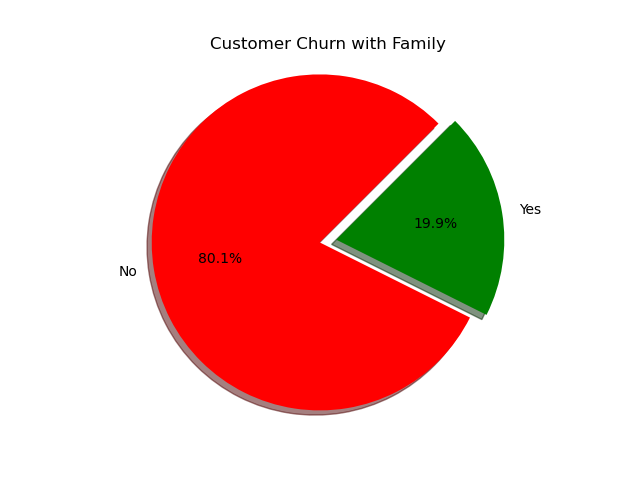 Customer Churn with Family
Yes
19.9%
80.1%
No